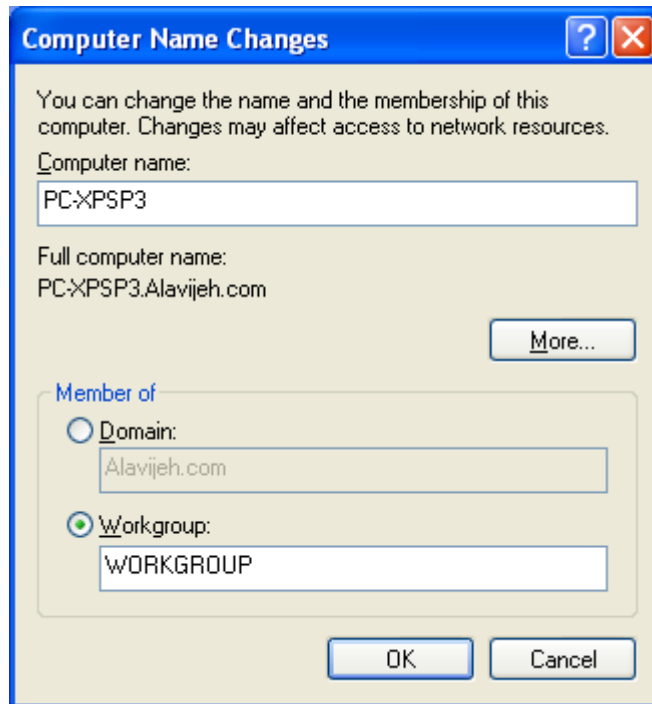 Computer Name Changes
You can change the name and the membership of this
computer. Changes may affect access to network resources.
Computer name:
PC-XPSP3
Full computer name:
PC-XPSP3.Alavijeh.com
More...
Member of
Domain:
Alavijeh.com
Workgroup:
WORKGROUP
OK Cancel